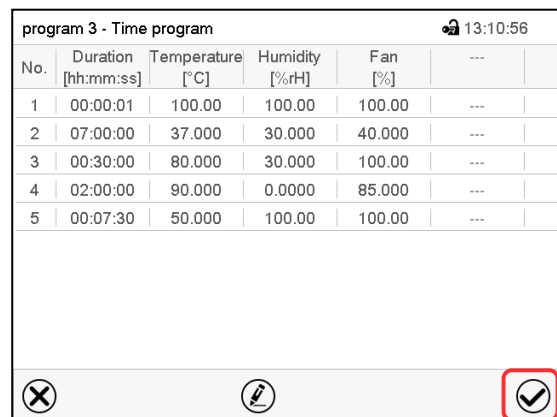 program 3 - Time program 13:10:56
No. Duration [hh:mm:ss] Temperature [°C] Humidity [%rH] Fan [%] ---
1 00:00:01 100.00 100.00 100.00 ---
2 07:00:00 37.000 30.000 40.000 ---
3 00:30:00 80.000 30.000 100.00 ---
4 02:00:00 90.000 0.0000 85.000 ---
5 00:07:30 50.000 100.00 100.00 ---